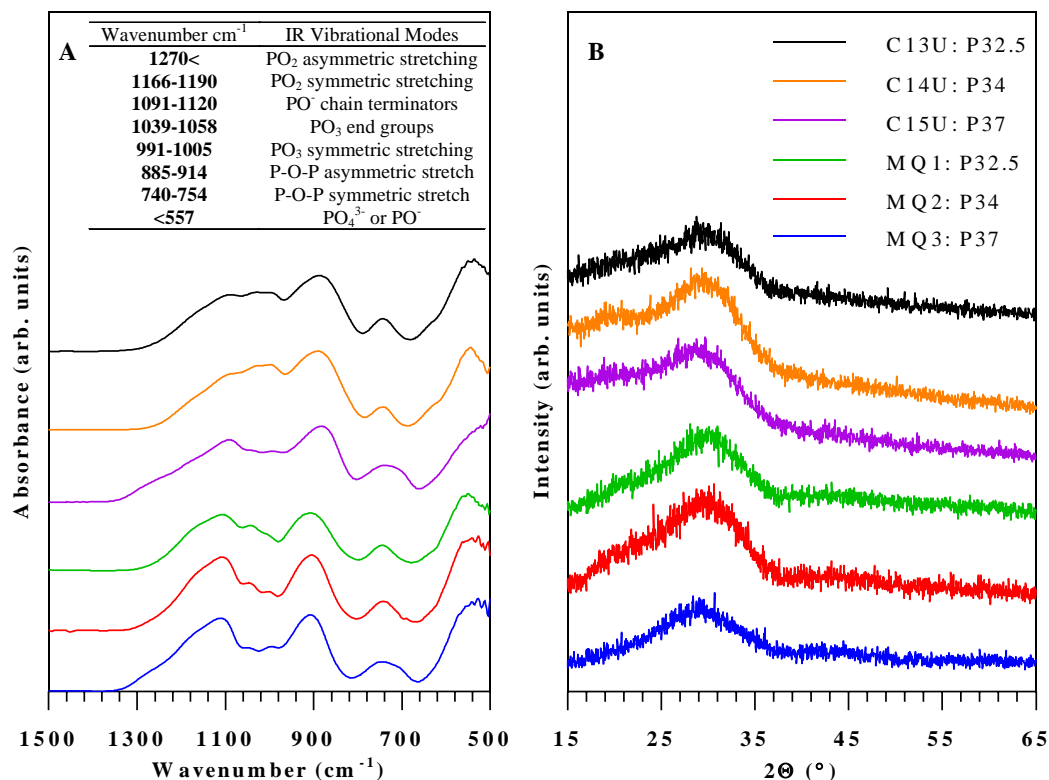 A
Wavenumber cm⁻¹ IR Vibrational Modes
1270< PO₂ asymmetric stretching
1166-1190 PO₂ symmetric stretching
1091-1120 PO⁻ chain terminators
1039-1058 PO₃ end groups
991-1005 PO₃ symmetric stretching
885-914 P-O-P asymmetric stretch
740-754 P-O-P symmetric stretch
<557 PO₄³⁻ or PO⁻
Absorbance (arb. units)
1500 1300 1100 900 700 500
Wavenumber (cm⁻¹)
B
C13U: P32.5
C14U: P34
C15U: P37
MQ1: P32.5
MQ2: P34
MQ3: P37
Intensity (arb. units)
15 25 35 45 55 65
2Θ (°)